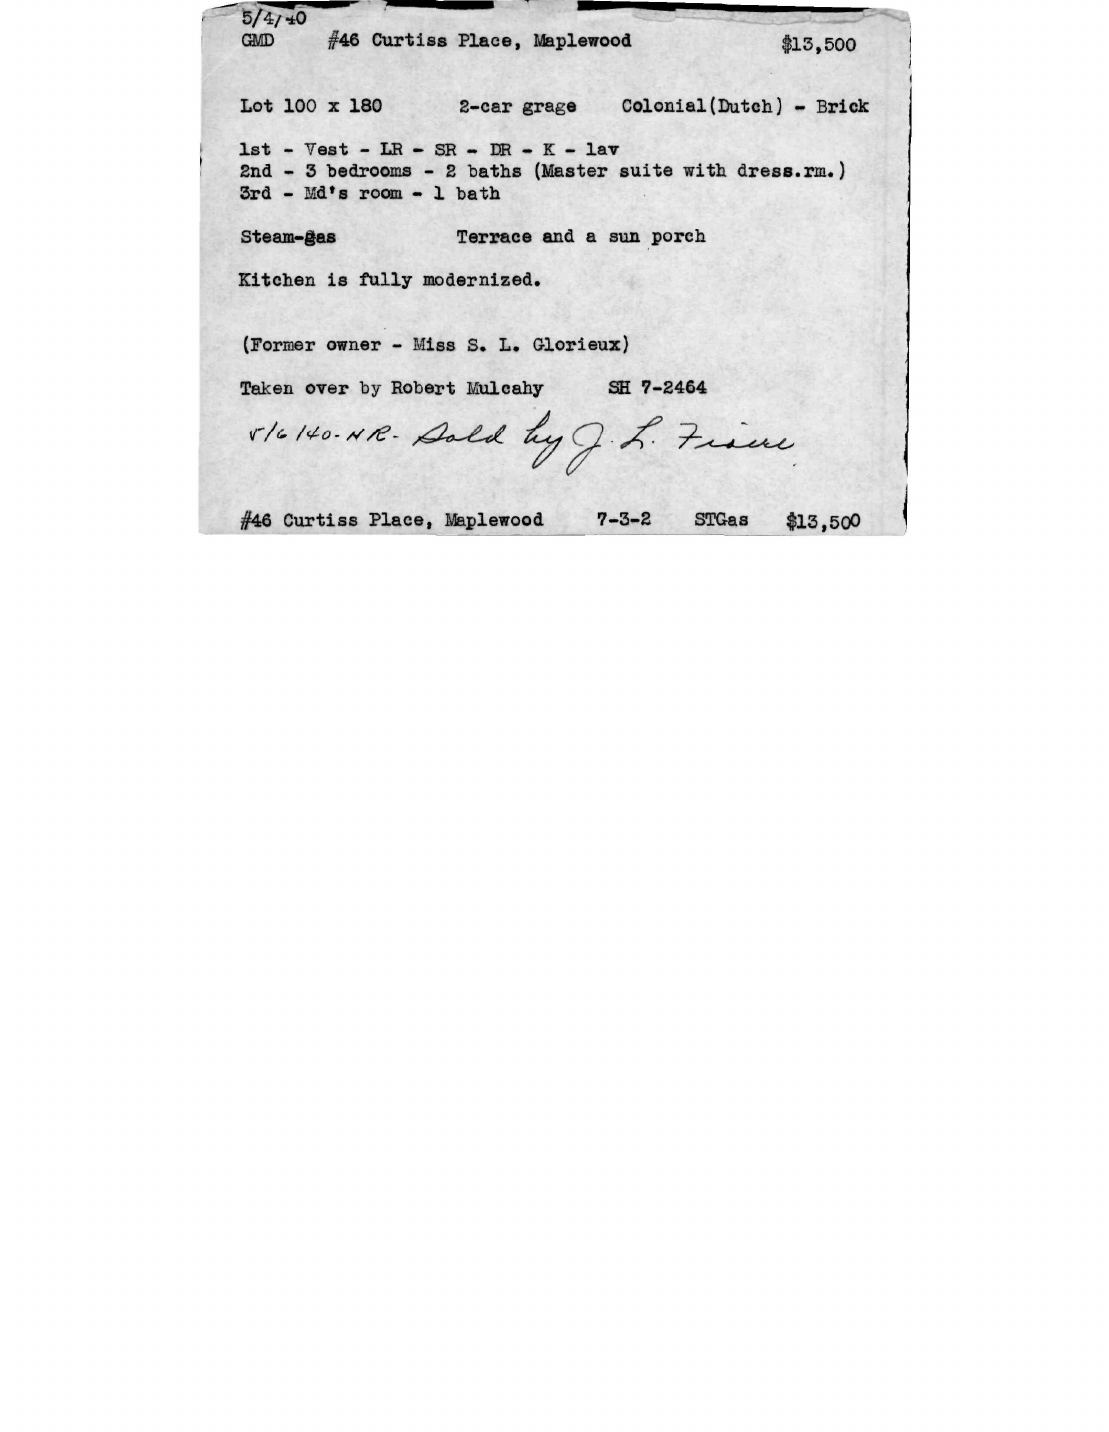 5/4/40
GMD #46 Curtiss Place, Maplewood $13,500
Lot 100 x 180 2-car grage Colonial(Dutch) - Brick
1st - Vest - LR - SR - DR - K - lav
2nd - 3 bedrooms - 2 baths (Master suite with dress.rm.)
3rd - Md's room - 1 bath
Steam-gas Terrace and a sun porch
Kitchen is fully modernized.
(Former owner - Miss S. L. Glorieux)
Taken over by Robert Mulcahy SH 7-2464
5/6/40-NR- Sold by J. L.
#46 Curtiss Place, Maplewood 7-3-2 STGas $13,500